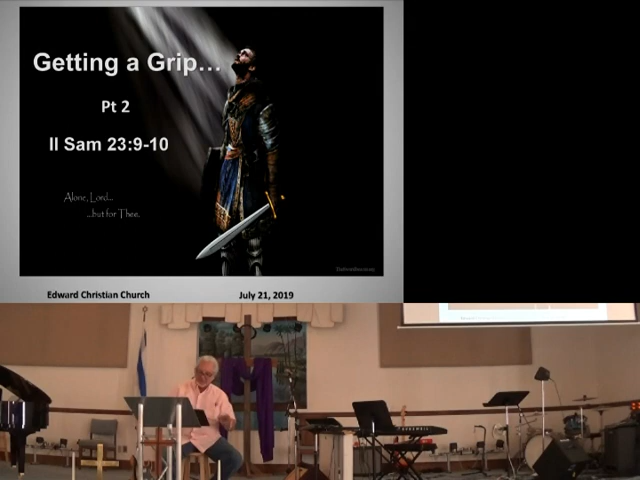 Getting a Grip...
Pt 2
II Sam 23:9-10
Alone, Lord...
...but for Thee.
Edward Christian Church
July 21, 2019